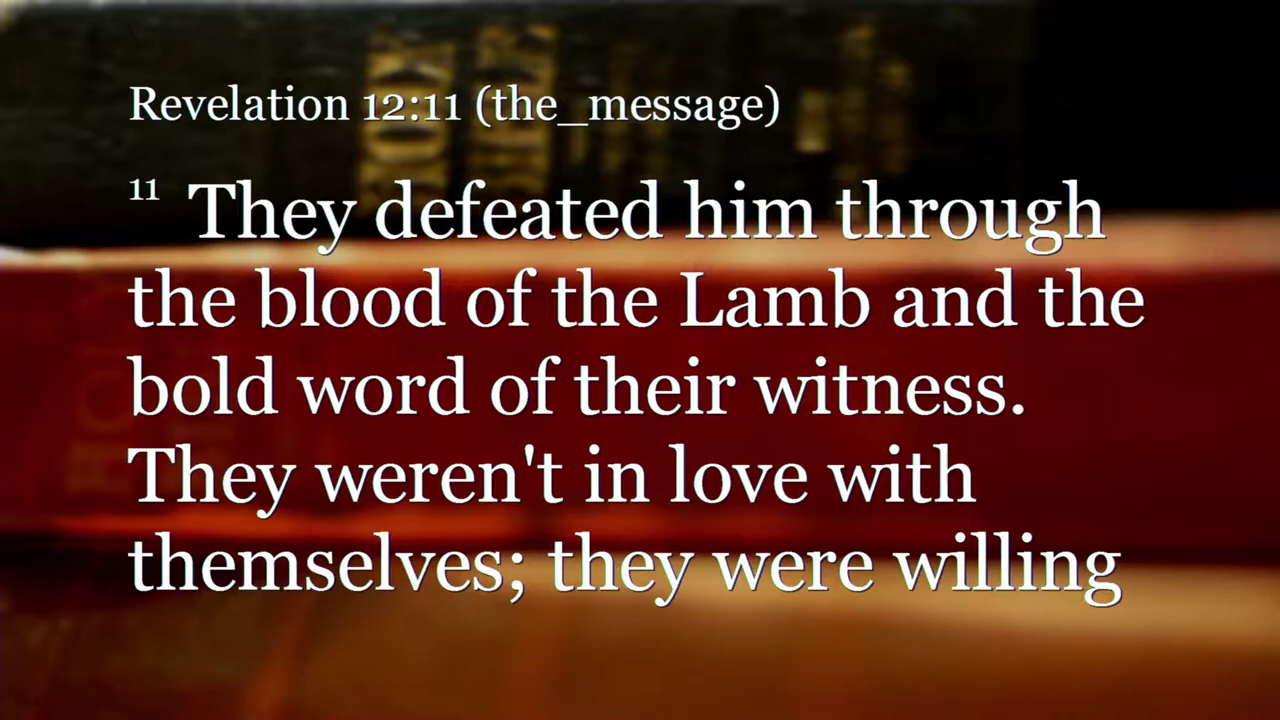 Revelation 12:11 (the_message)
11 They defeated him through
the blood of the Lamb and the
bold word of their witness.
They weren't in love with
themselves; they were willing